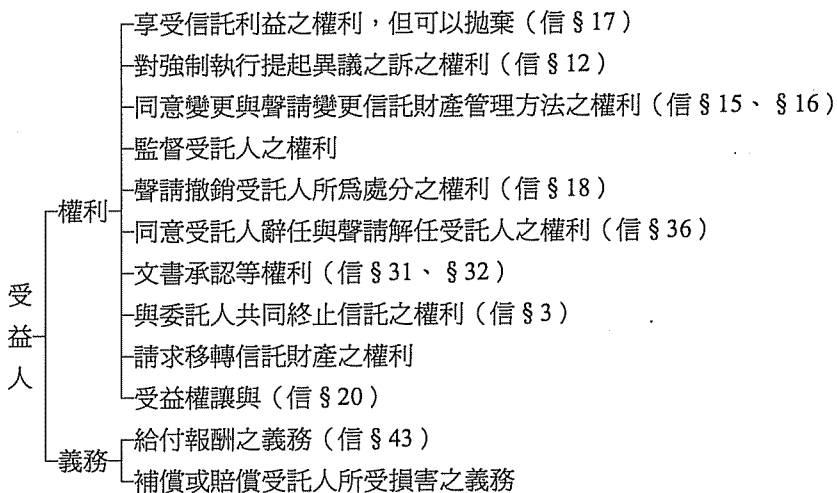 享受信託利益之權利，但可以拋棄（信§17）
對強制執行提起異議之訴之權利（信§12）
同意變更與聲請變更信託財產管理方法之權利（信§15、§16）
監督受託人之權利
聲請撤銷受託人所為處分之權利（信§18）
權利
同意受託人辭任與聲請解任受託人之權利（信§36）
文書承認等權利（信§31、§32）
受益人
與委託人共同終止信託之權利（信§3）
請求移轉信託財產之權利
受益權讓與（信§20）
義務
給付報酬之義務（信§43）
補償或賠償受託人所受損害之義務